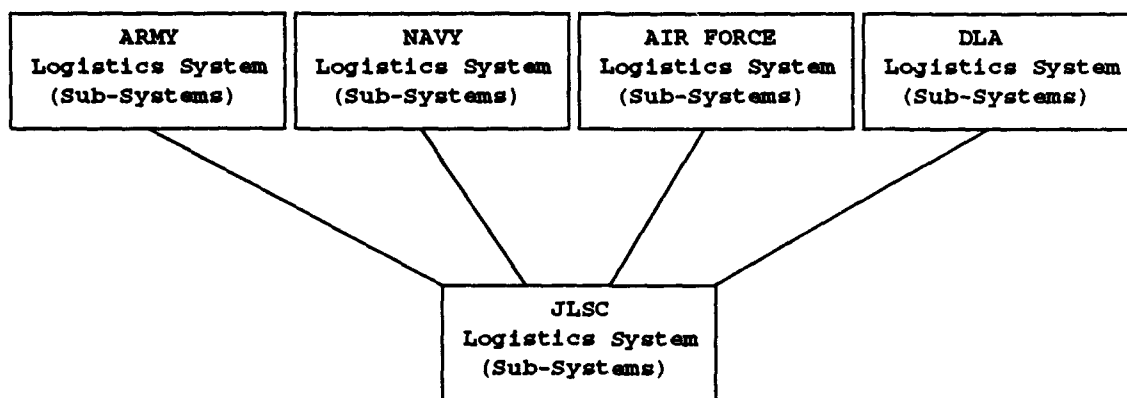 ARMY
Logistics System
(Sub-Systems)
NAVY
Logistics System
(Sub-Systems)
AIR FORCE
Logistics System
(Sub-Systems)
DLA
Logistics System
(Sub-Systems)
JLSC
Logistics System
(Sub-Systems)